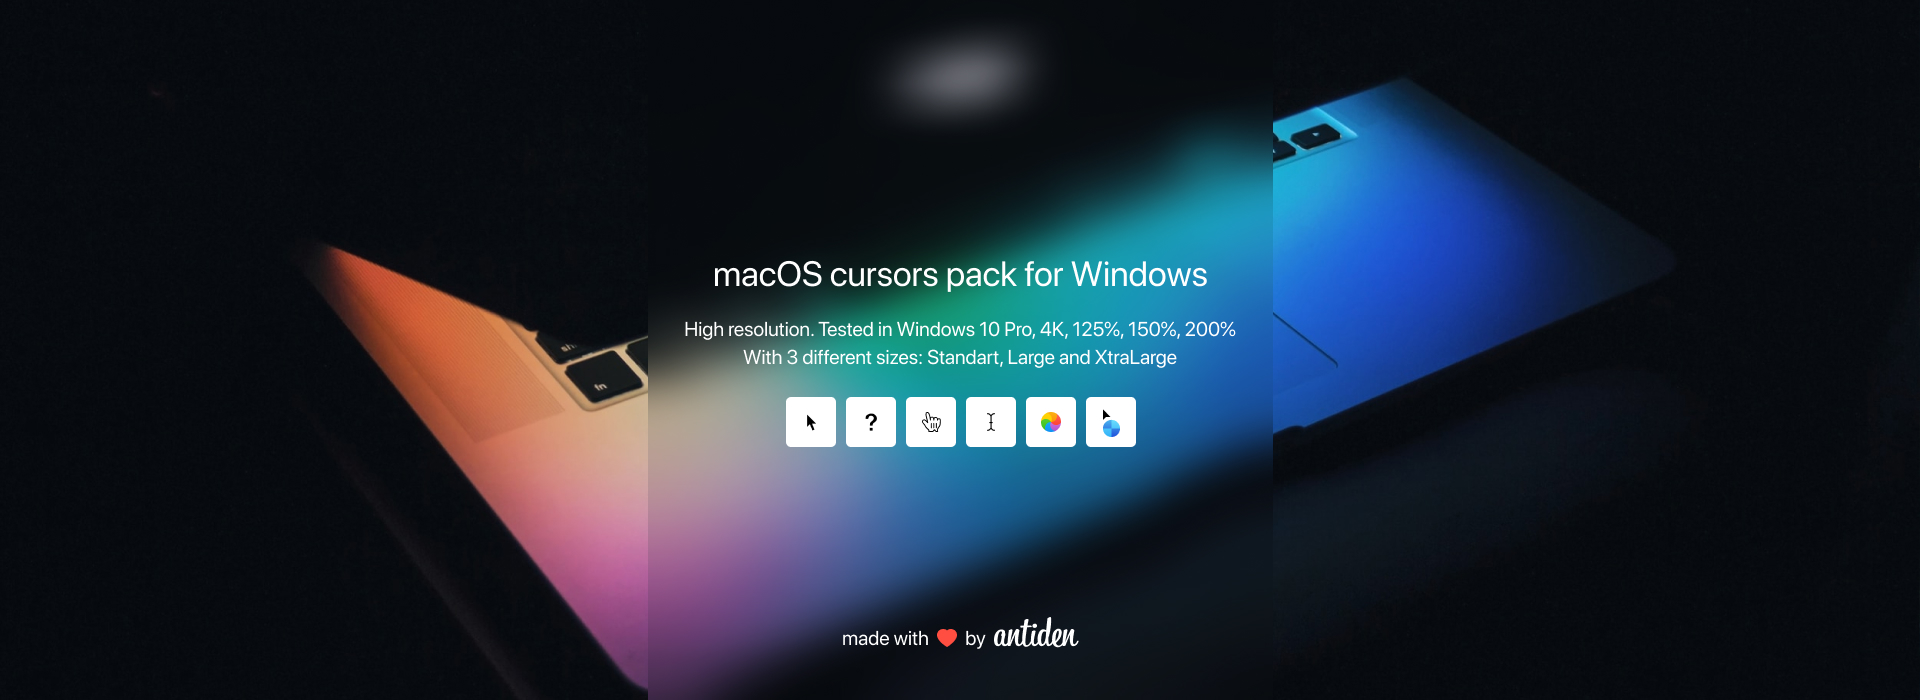 macOS cursors pack for Windows
High resolution. Tested in Windows 10 Pro, 4K, 125%, 150%, 200%
With 3 different sizes: Standart, Large and XtraLarge
?
fn
made with ❤ by antiden